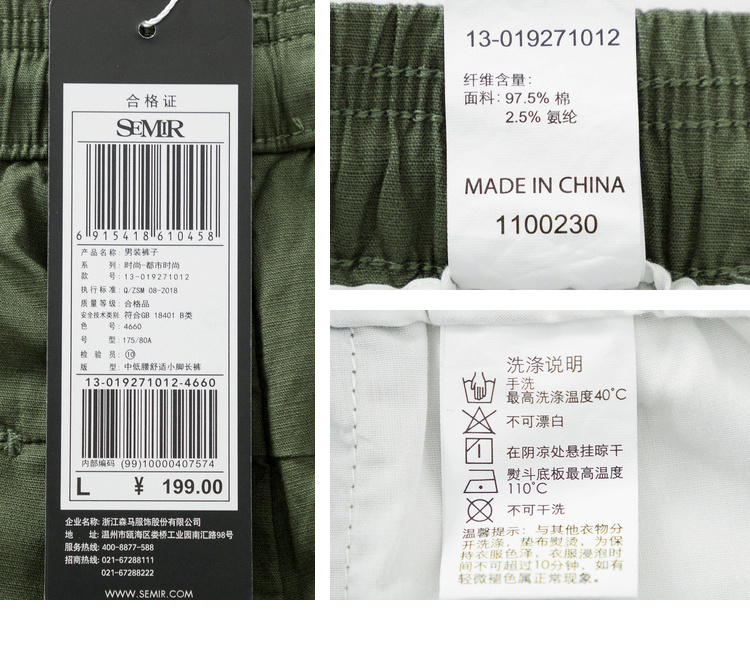 合格证
SEMIR
6 915418 610458
产品名称: 男装裤子
系 列: 时尚-都市时尚
款 号: 13-019271012
执行标准: Q/ZSM 08-2018
质量等级: 合格品
安全技术类别: 符合GB 18401 B类
色 号: 4660
号 型: 175/80A
检 验 员: ⑩
版 型: 中低腰舒适小脚长裤
13-019271012-4660
内部编码 (99)10000407574
L ¥ 199.00
企业名称: 浙江森马服饰股份有限公司
地 址: 温州市瓯海区娄桥工业园南汇路98号
服务热线: 400-8877-588
招商热线: 021-67288111
021-67288222
WWW.SEMIR.COM
13-019271012
纤维含量:
面料: 97.5% 棉
2.5% 氨纶
MADE IN CHINA
1100230
洗涤说明
手洗
最高洗涤温度40°C
不可漂白
在阴凉处悬挂晾干
熨斗底板最高温度
110°C
不可干洗
温馨提示: 与其他衣物分
开洗涤, 垫布熨烫, 为保
持衣服色泽, 衣服浸泡时
间不可超过10分钟, 如有
轻微褪色属正常现象。